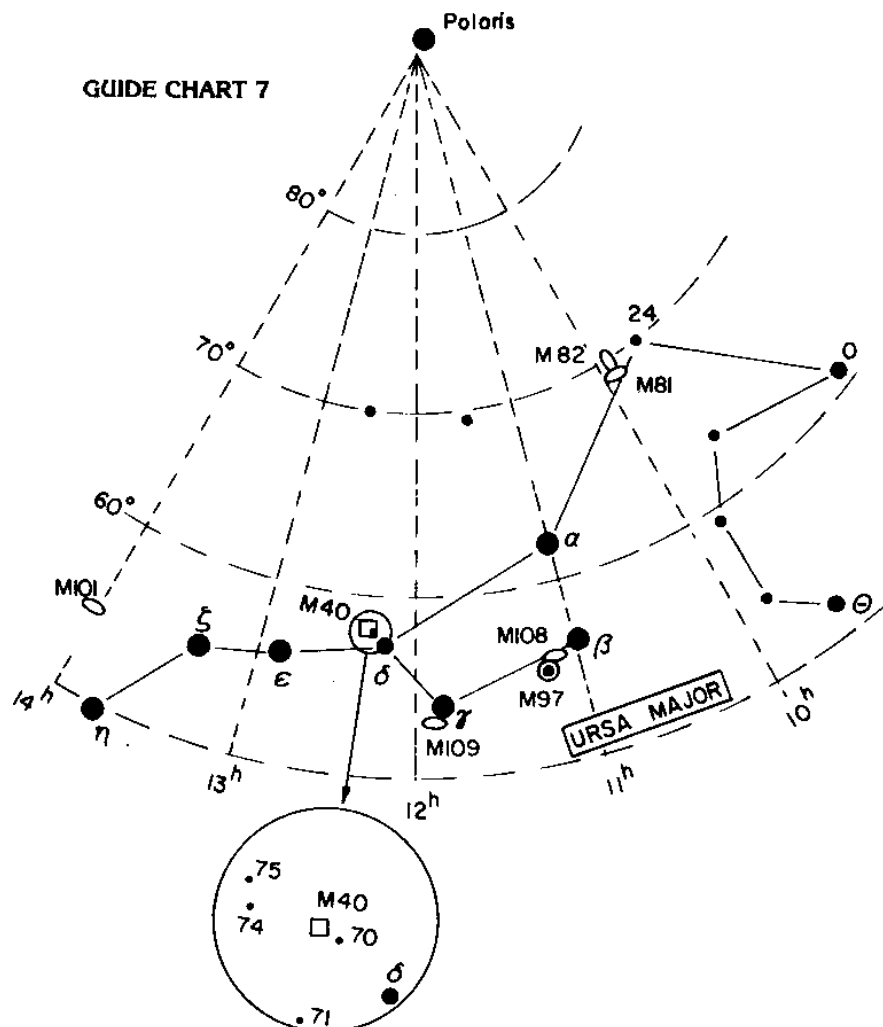 Polaris
GUIDE CHART 7
80°
24
70°
M82
O
M81
60°
α
M101
M40
ζ
M108
Θ
β
ε
δ
M97
14h
γ
η
M109
URSA MAJOR
10h
13h
11h
12h
75
M40
74
70
δ
71